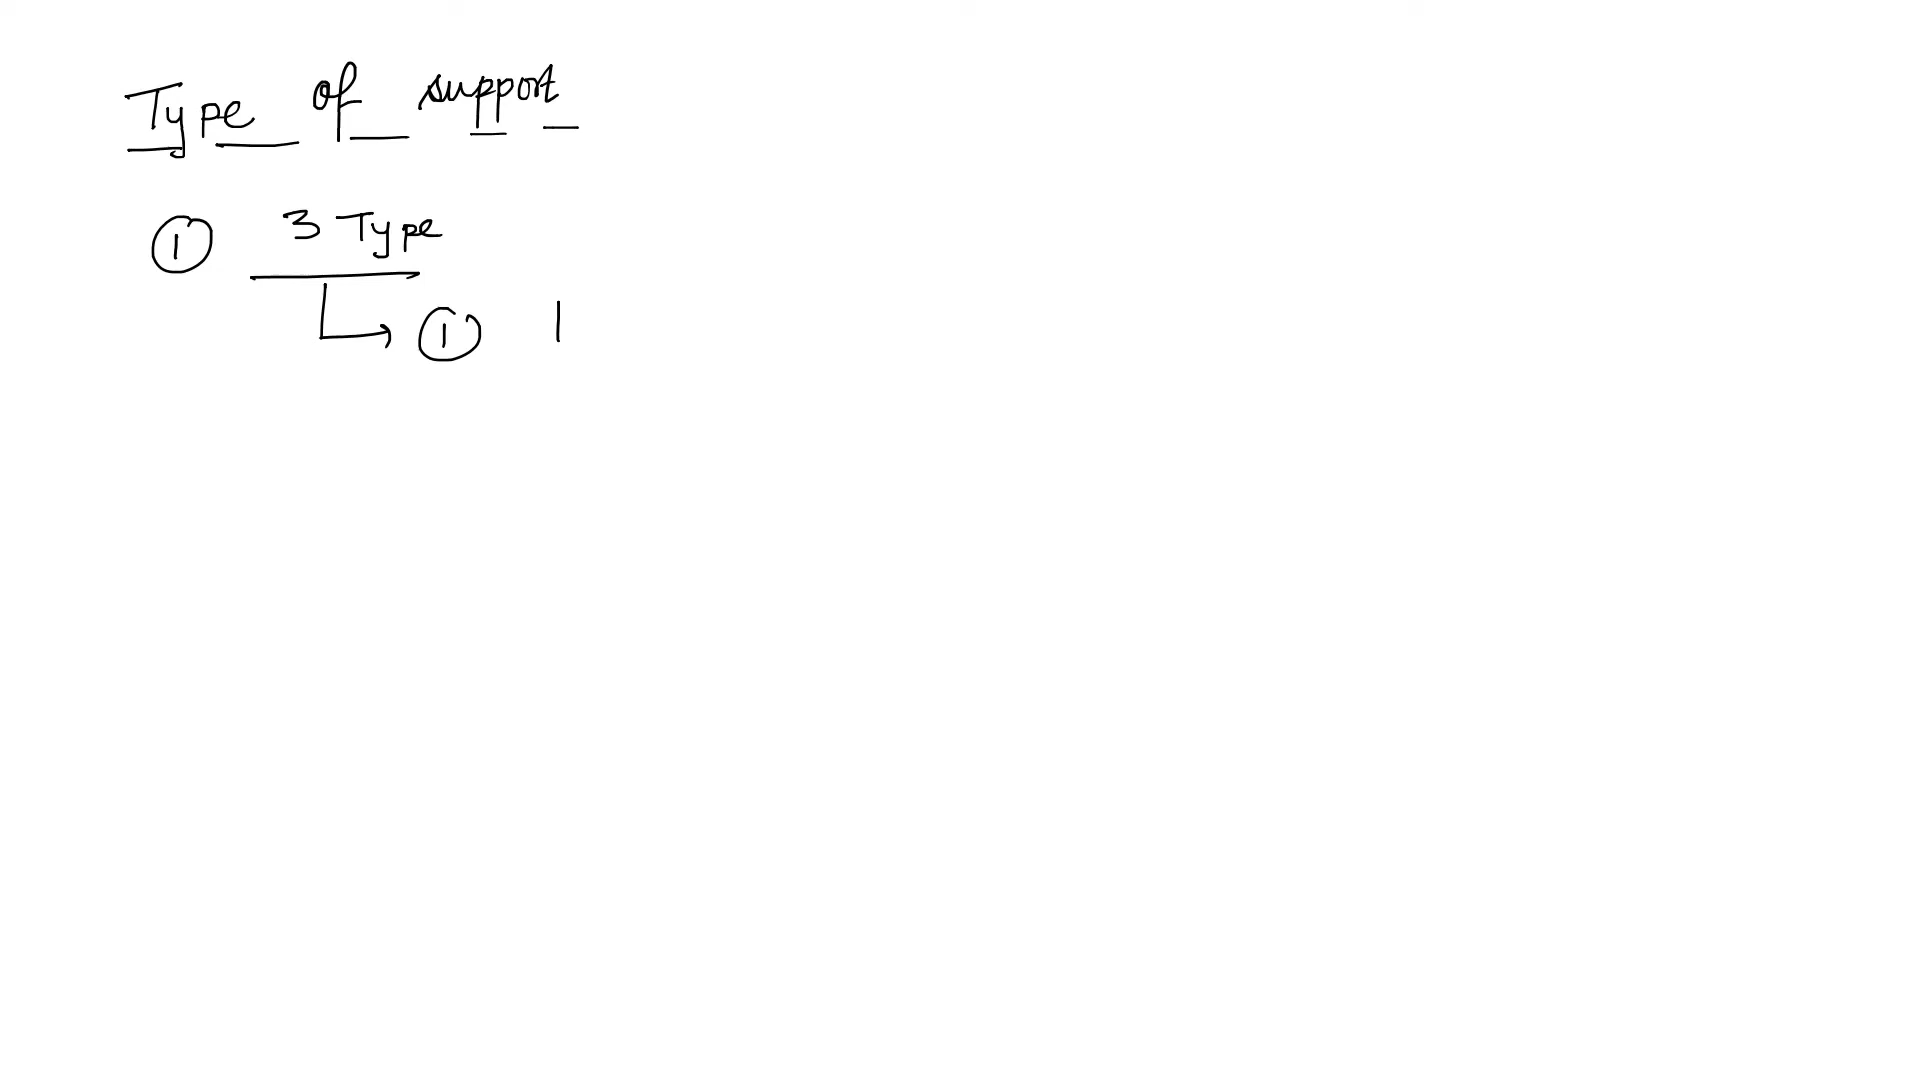 Type of support
① 3 Type
①